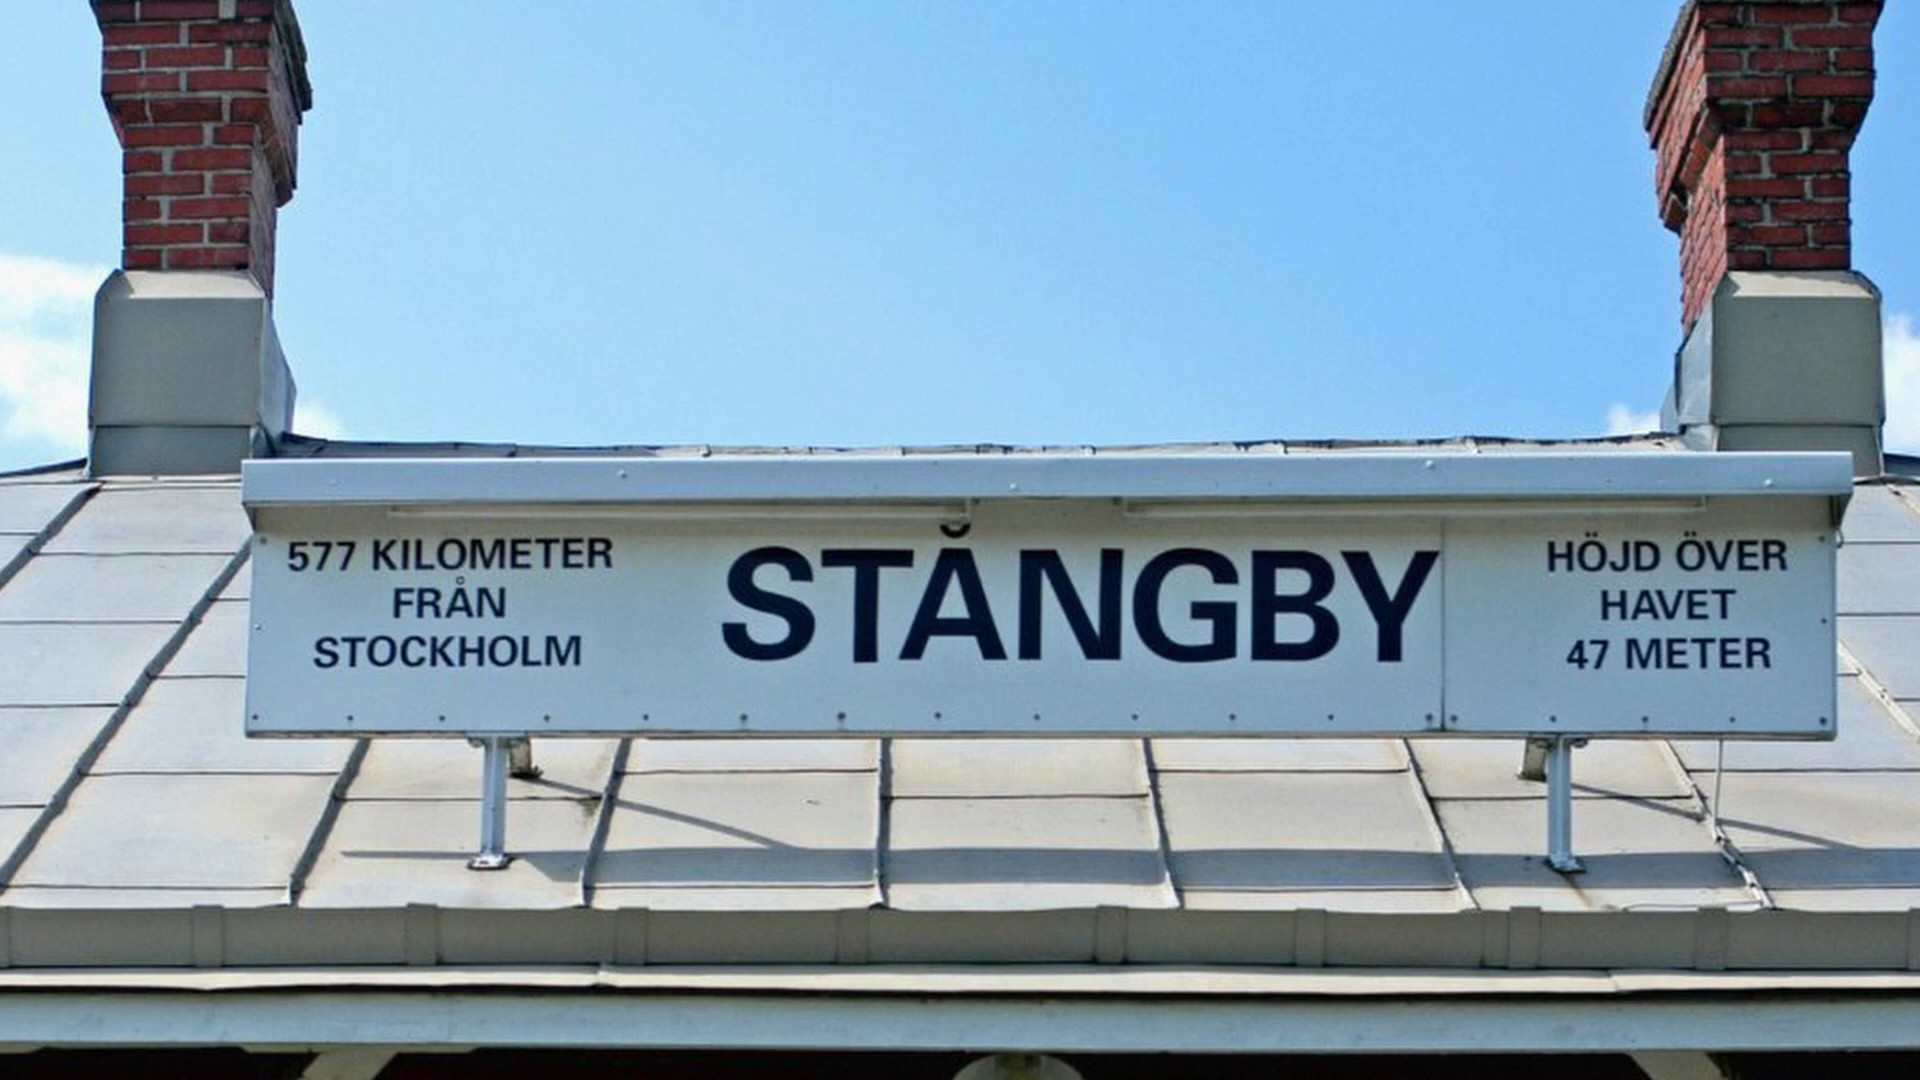 577 KILOMETER
FRÅN
STOCKHOLM
STÅNGBY
HÖJD ÖVER
HAVET
47 METER